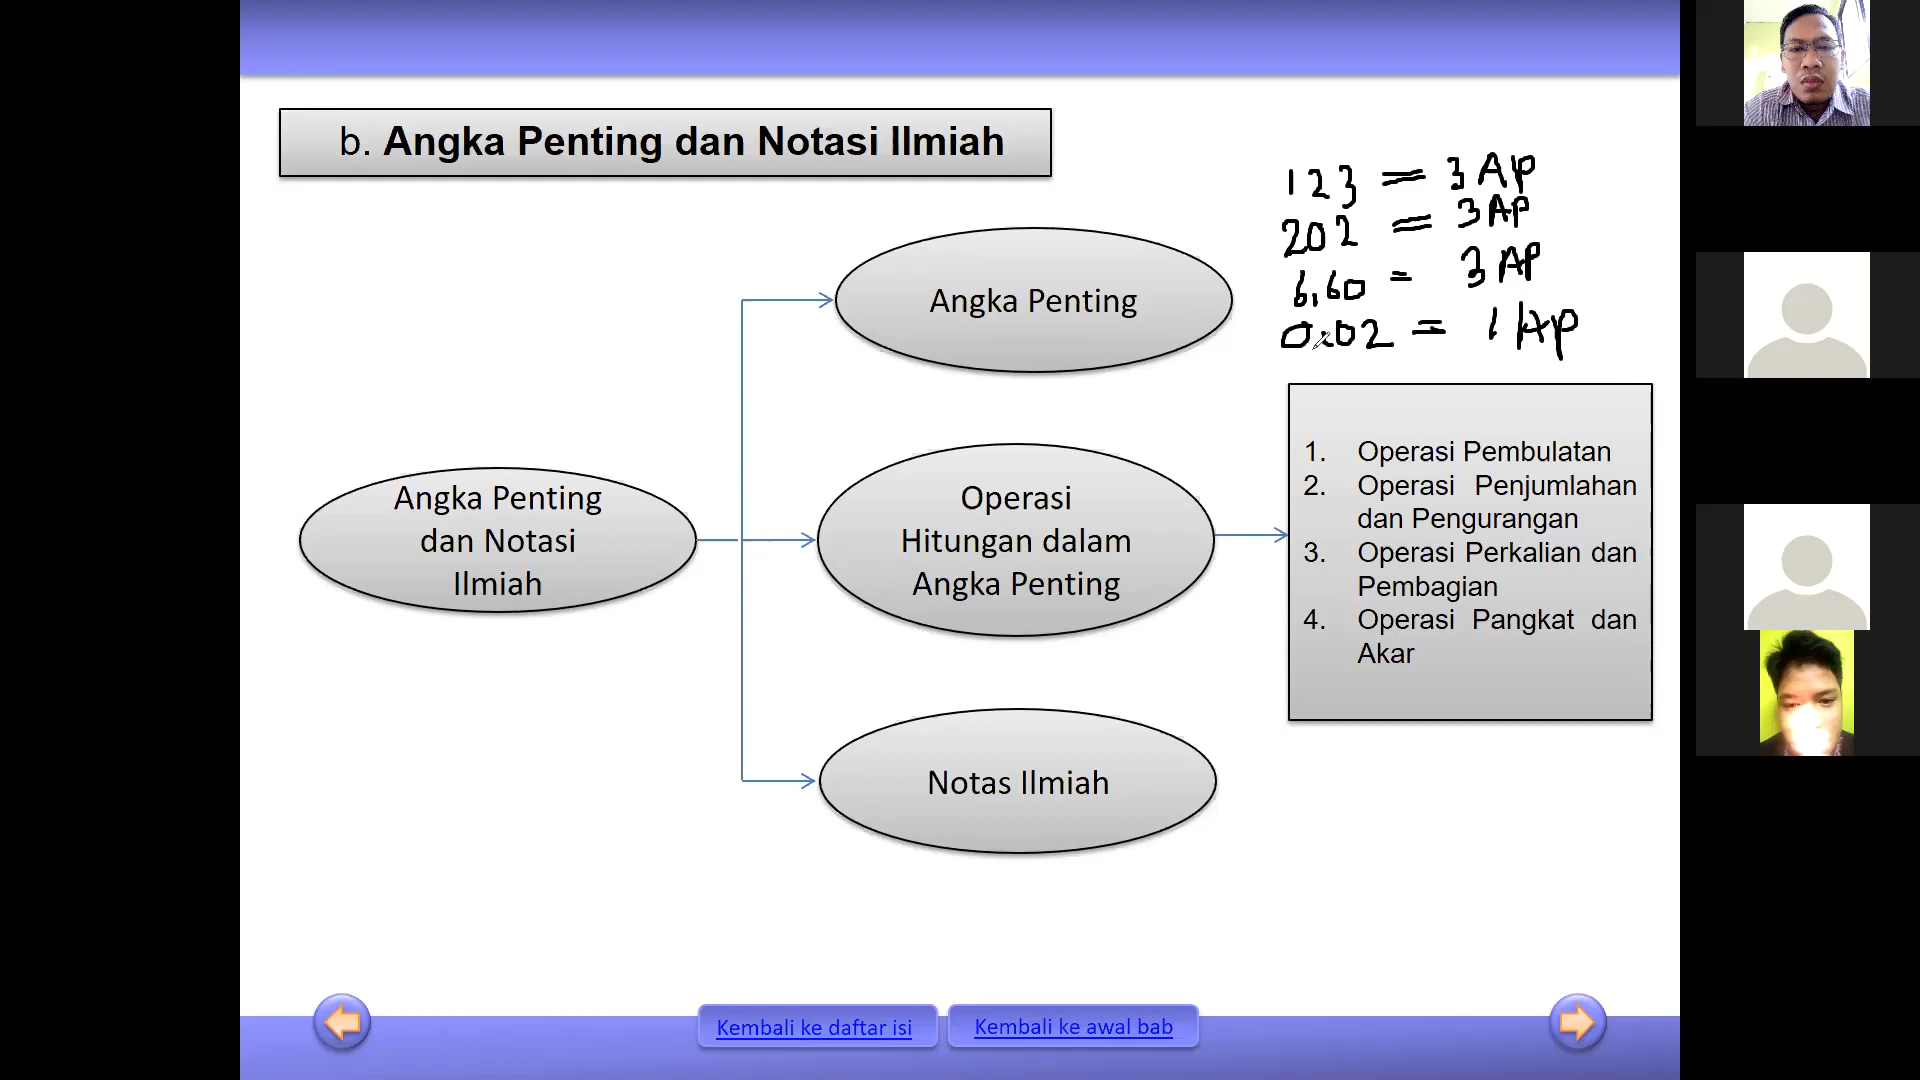 b. Angka Penting dan Notasi Ilmiah
123 = 3 Ap
202 = 3 AP
6,60 = 3 AP
0,02 = 1 AP
Angka Penting
Angka Penting
dan Notasi
Ilmiah
Operasi
Hitungan dalam
Angka Penting
1. Operasi Pembulatan
2. Operasi Penjumlahan
dan Pengurangan
3. Operasi Perkalian dan
Pembagian
4. Operasi Pangkat dan
Akar
Notas Ilmiah
Kembali ke daftar isi
Kembali ke awal bab